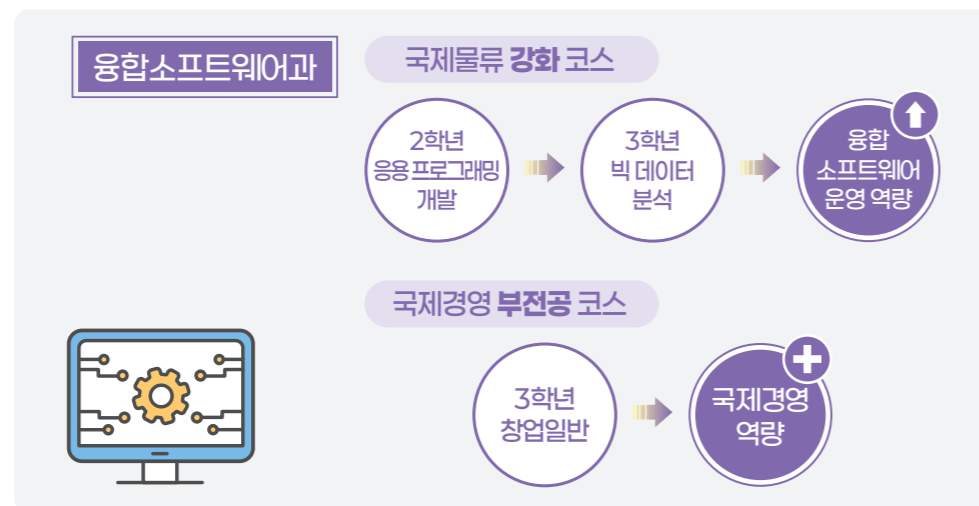 융합소프트웨어과
국제물류 강화 코스
2학년
응용 프로그래밍
개발
3학년
빅 데이터
분석
융합
소프트웨어
운영 역량
국제경영 부전공 코스
3학년
창업일반
국제경영
역량